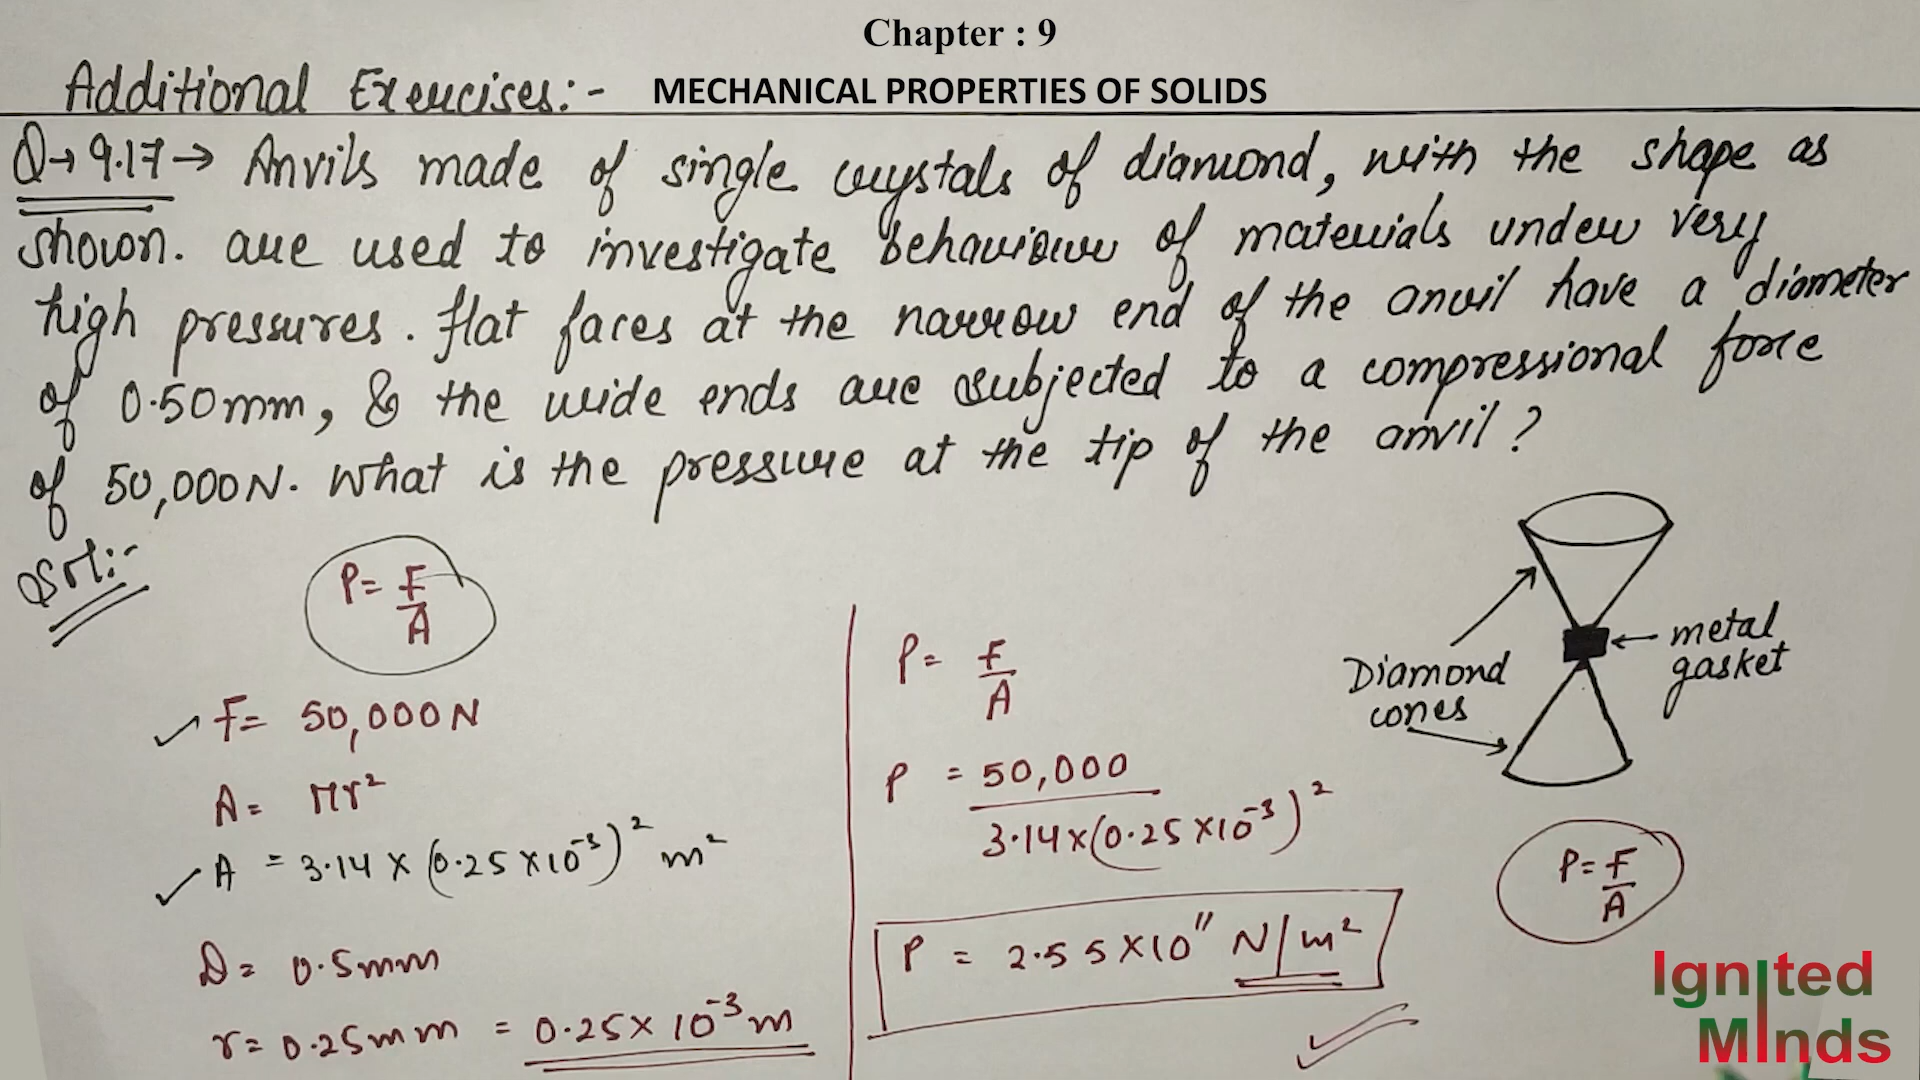 Chapter : 9
Additional Exercises:- MECHANICAL PROPERTIES OF SOLIDS
Q→9.17→ Anvils made of single crystals of diamond, with the shape as
shown. are used to investigate behaviour of materials under very
high pressures. flat faces at the narrow end of the anvil have a diameter
of 0.50mm, & the wide ends are subjected to a compressional force
of 50,000N. What is the pressure at the tip of the anvil?
Sol:-
P = F/A
F = 50,000N
A = πr²
A = 3.14 × (0.25 × 10⁻³)² m²
D = 0.5mm
r = 0.25mm = 0.25 × 10⁻³ m
P = F/A
P = 50,000 / 3.14×(0.25 ×10⁻³)²
P = 2.55 × 10¹¹ N/m²
metal
gasket
Diamond
cones
P = F/A
Ignited
Minds